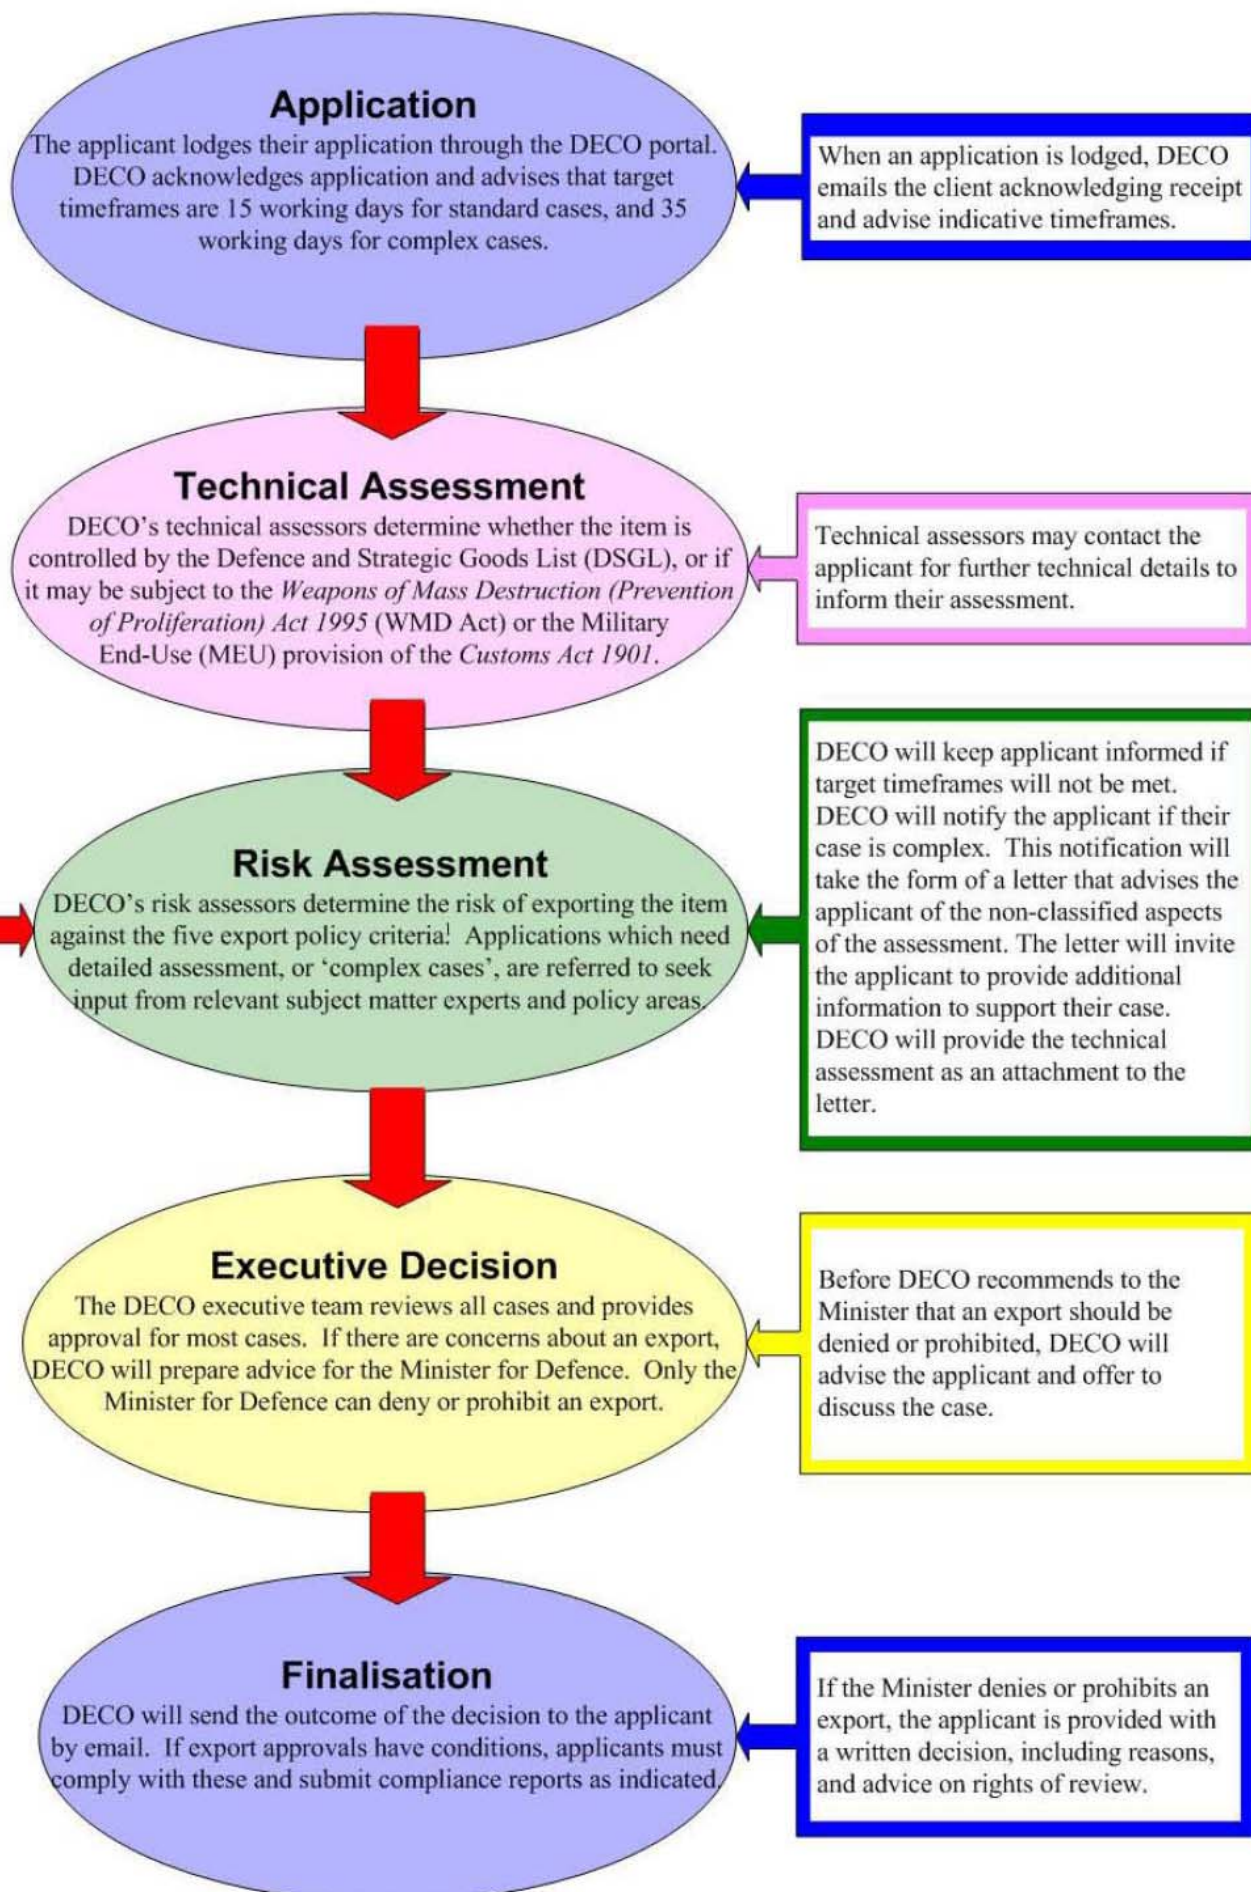 Application
The applicant lodges their application through the DECO portal.
DECO acknowledges application and advises that target
timeframes are 15 working days for standard cases, and 35
working days for complex cases.
When an application is lodged, DECO
emails the client acknowledging receipt
and advise indicative timeframes.
Technical Assessment
DECO's technical assessors determine whether the item is
controlled by the Defence and Strategic Goods List (DSGL), or if
it may be subject to the Weapons of Mass Destruction (Prevention
of Proliferation) Act 1995 (WMD Act) or the Military
End-Use (MEU) provision of the Customs Act 1901.
Technical assessors may contact the
applicant for further technical details to
inform their assessment.
Risk Assessment
DECO's risk assessors determine the risk of exporting the item
against the five export policy criteria¹. Applications which need
detailed assessment, or 'complex cases', are referred to seek
input from relevant subject matter experts and policy areas.
DECO will keep applicant informed if
target timeframes will not be met.
DECO will notify the applicant if their
case is complex. This notification will
take the form of a letter that advises the
applicant of the non-classified aspects
of the assessment. The letter will invite
the applicant to provide additional
information to support their case.
DECO will provide the technical
assessment as an attachment to the
letter.
Executive Decision
The DECO executive team reviews all cases and provides
approval for most cases. If there are concerns about an export,
DECO will prepare advice for the Minister for Defence. Only the
Minister for Defence can deny or prohibit an export.
Before DECO recommends to the
Minister that an export should be
denied or prohibited, DECO will
advise the applicant and offer to
discuss the case.
Finalisation
DECO will send the outcome of the decision to the applicant
by email. If export approvals have conditions, applicants must
comply with these and submit compliance reports as indicated.
If the Minister denies or prohibits an
export, the applicant is provided with
a written decision, including reasons,
and advice on rights of review.